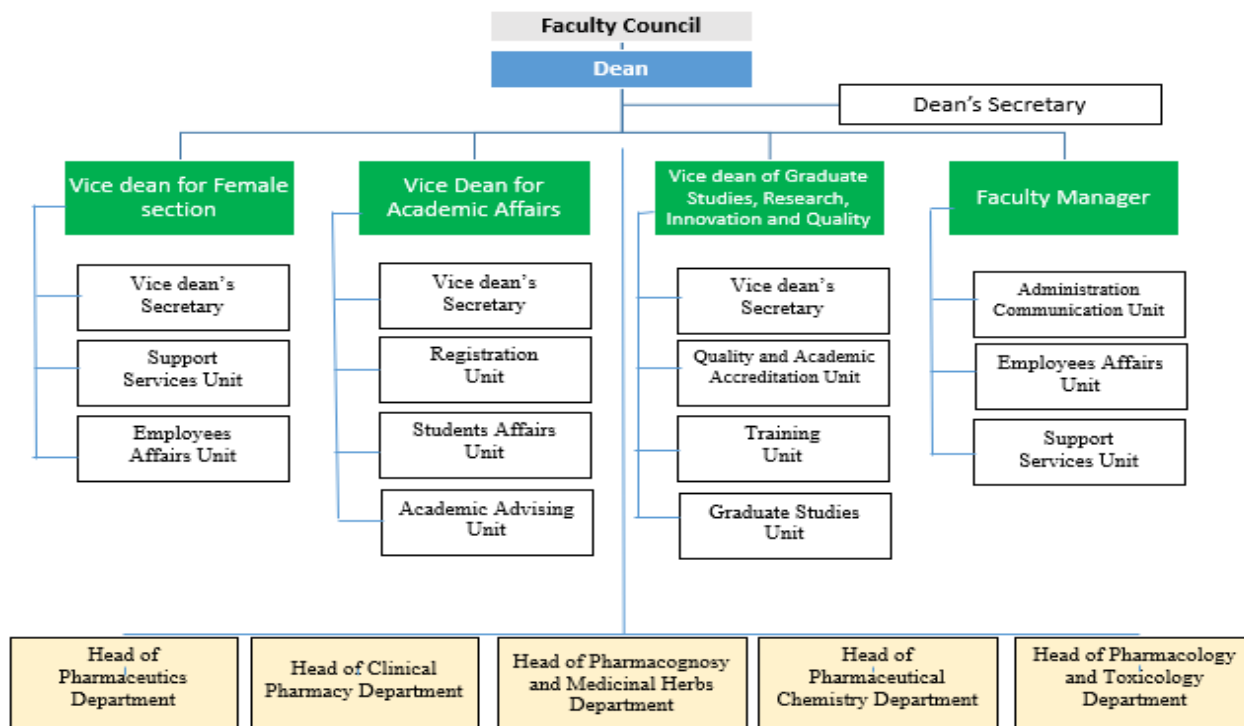 Faculty Council
Dean
Dean's Secretary
Vice dean for Female
section
Vice dean's
Secretary
Support
Services Unit
Employees
Affairs Unit
Vice Dean for
Academic Affairs
Vice dean's
Secretary
Registration
Unit
Students Affairs
Unit
Academic Advising
Unit
Vice dean of Graduate
Studies, Research,
Innovation and Quality
Vice dean's
Secretary
Quality and Academic
Accreditation Unit
Training
Unit
Graduate Studies
Unit
Faculty Manager
Administration
Communication Unit
Employees Affairs
Unit
Support
Services Unit
Head of
Pharmaceutics
Department
Head of Clinical
Pharmacy Department
Head of Pharmacognosy
and Medicinal Herbs
Department
Head of
Pharmaceutical
Chemistry Department
Head of Pharmacology
and Toxicology
Department